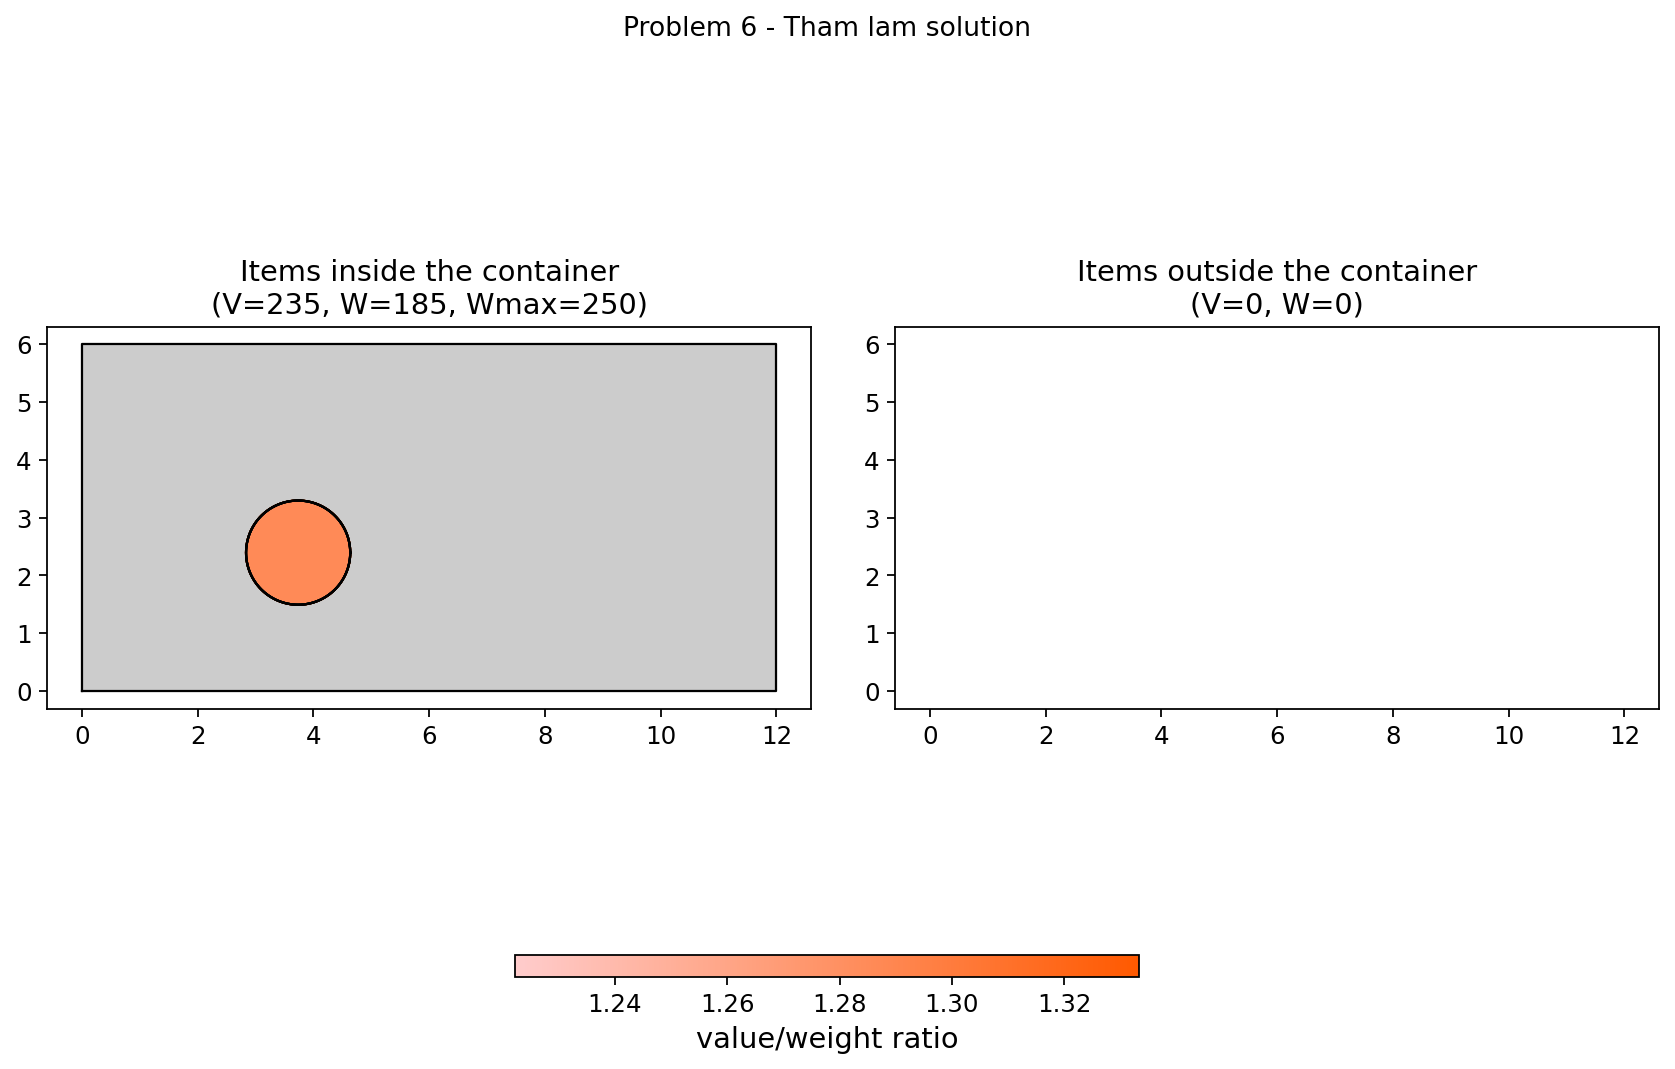 Problem 6 - Tham lam solution
Items inside the container
(V=235, W=185, Wmax=250)
6
5
4
3
2
1
0
0 2 4 6 8 10 12
Items outside the container
(V=0, W=0)
6
5
4
3
2
1
0
0 2 4 6 8 10 12
1.24 1.26 1.28 1.30 1.32
value/weight ratio